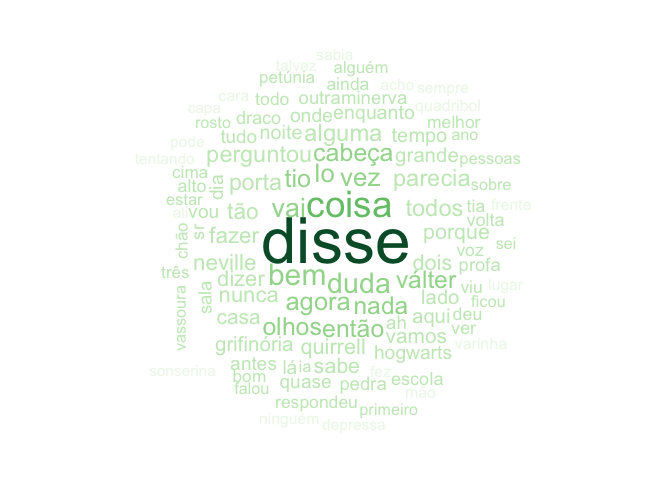 sabia
talvez alguém
petúnia ainda acho sempre
cara todo outra minerva quadribol
capa draco onde enquanto melhor
rosto tudo noite alguma tempo ano
pode perguntou cabeça grande pessoas
tentando cima tio lo vez parecia sobre
alto dia porta
estar vou tão vai coisa todos tia frente
ali sr fazer disse porque volta
chão voz sei
neville bem duda válter dois profa
três dizer viu lugar
sala nunca agora nada lado ficou
vassoura casa olhos então ah aqui deu
grifinória quirrell vamos ver varinha
hogwarts
antes lá ia sabe fez
sonserina bom quase pedra escola
falou mão
respondeu primeiro
ninguém depressa